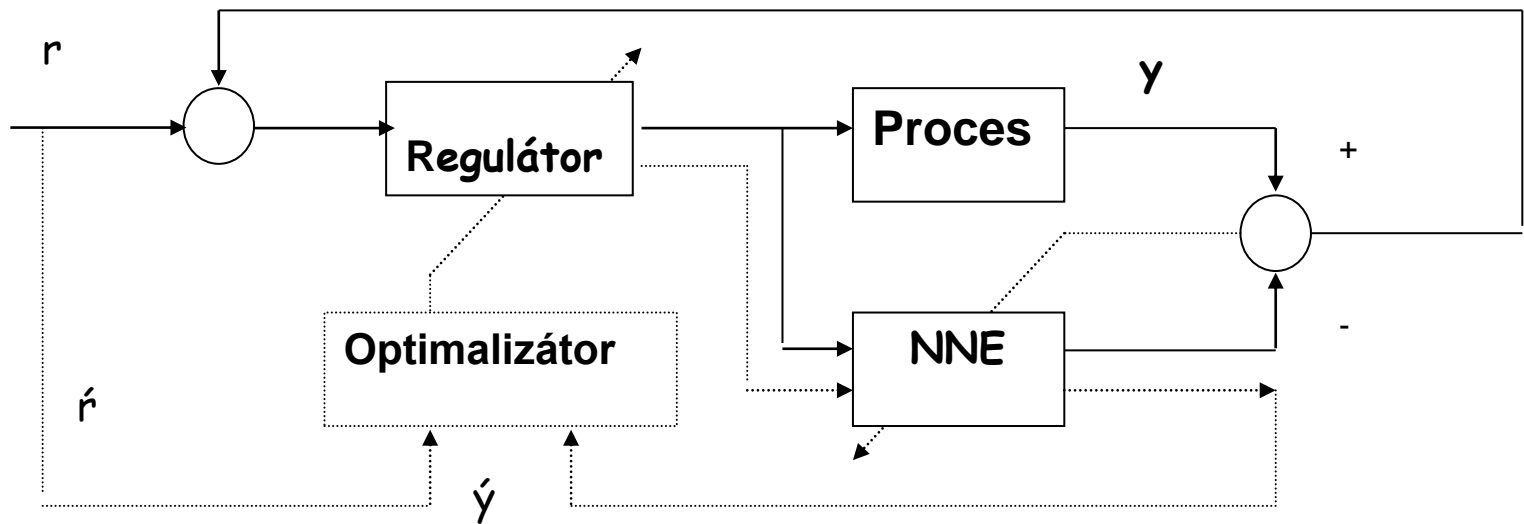 r
y
Proces
Regulátor
+
-
NNE
Optimalizátor
ŕ
ý